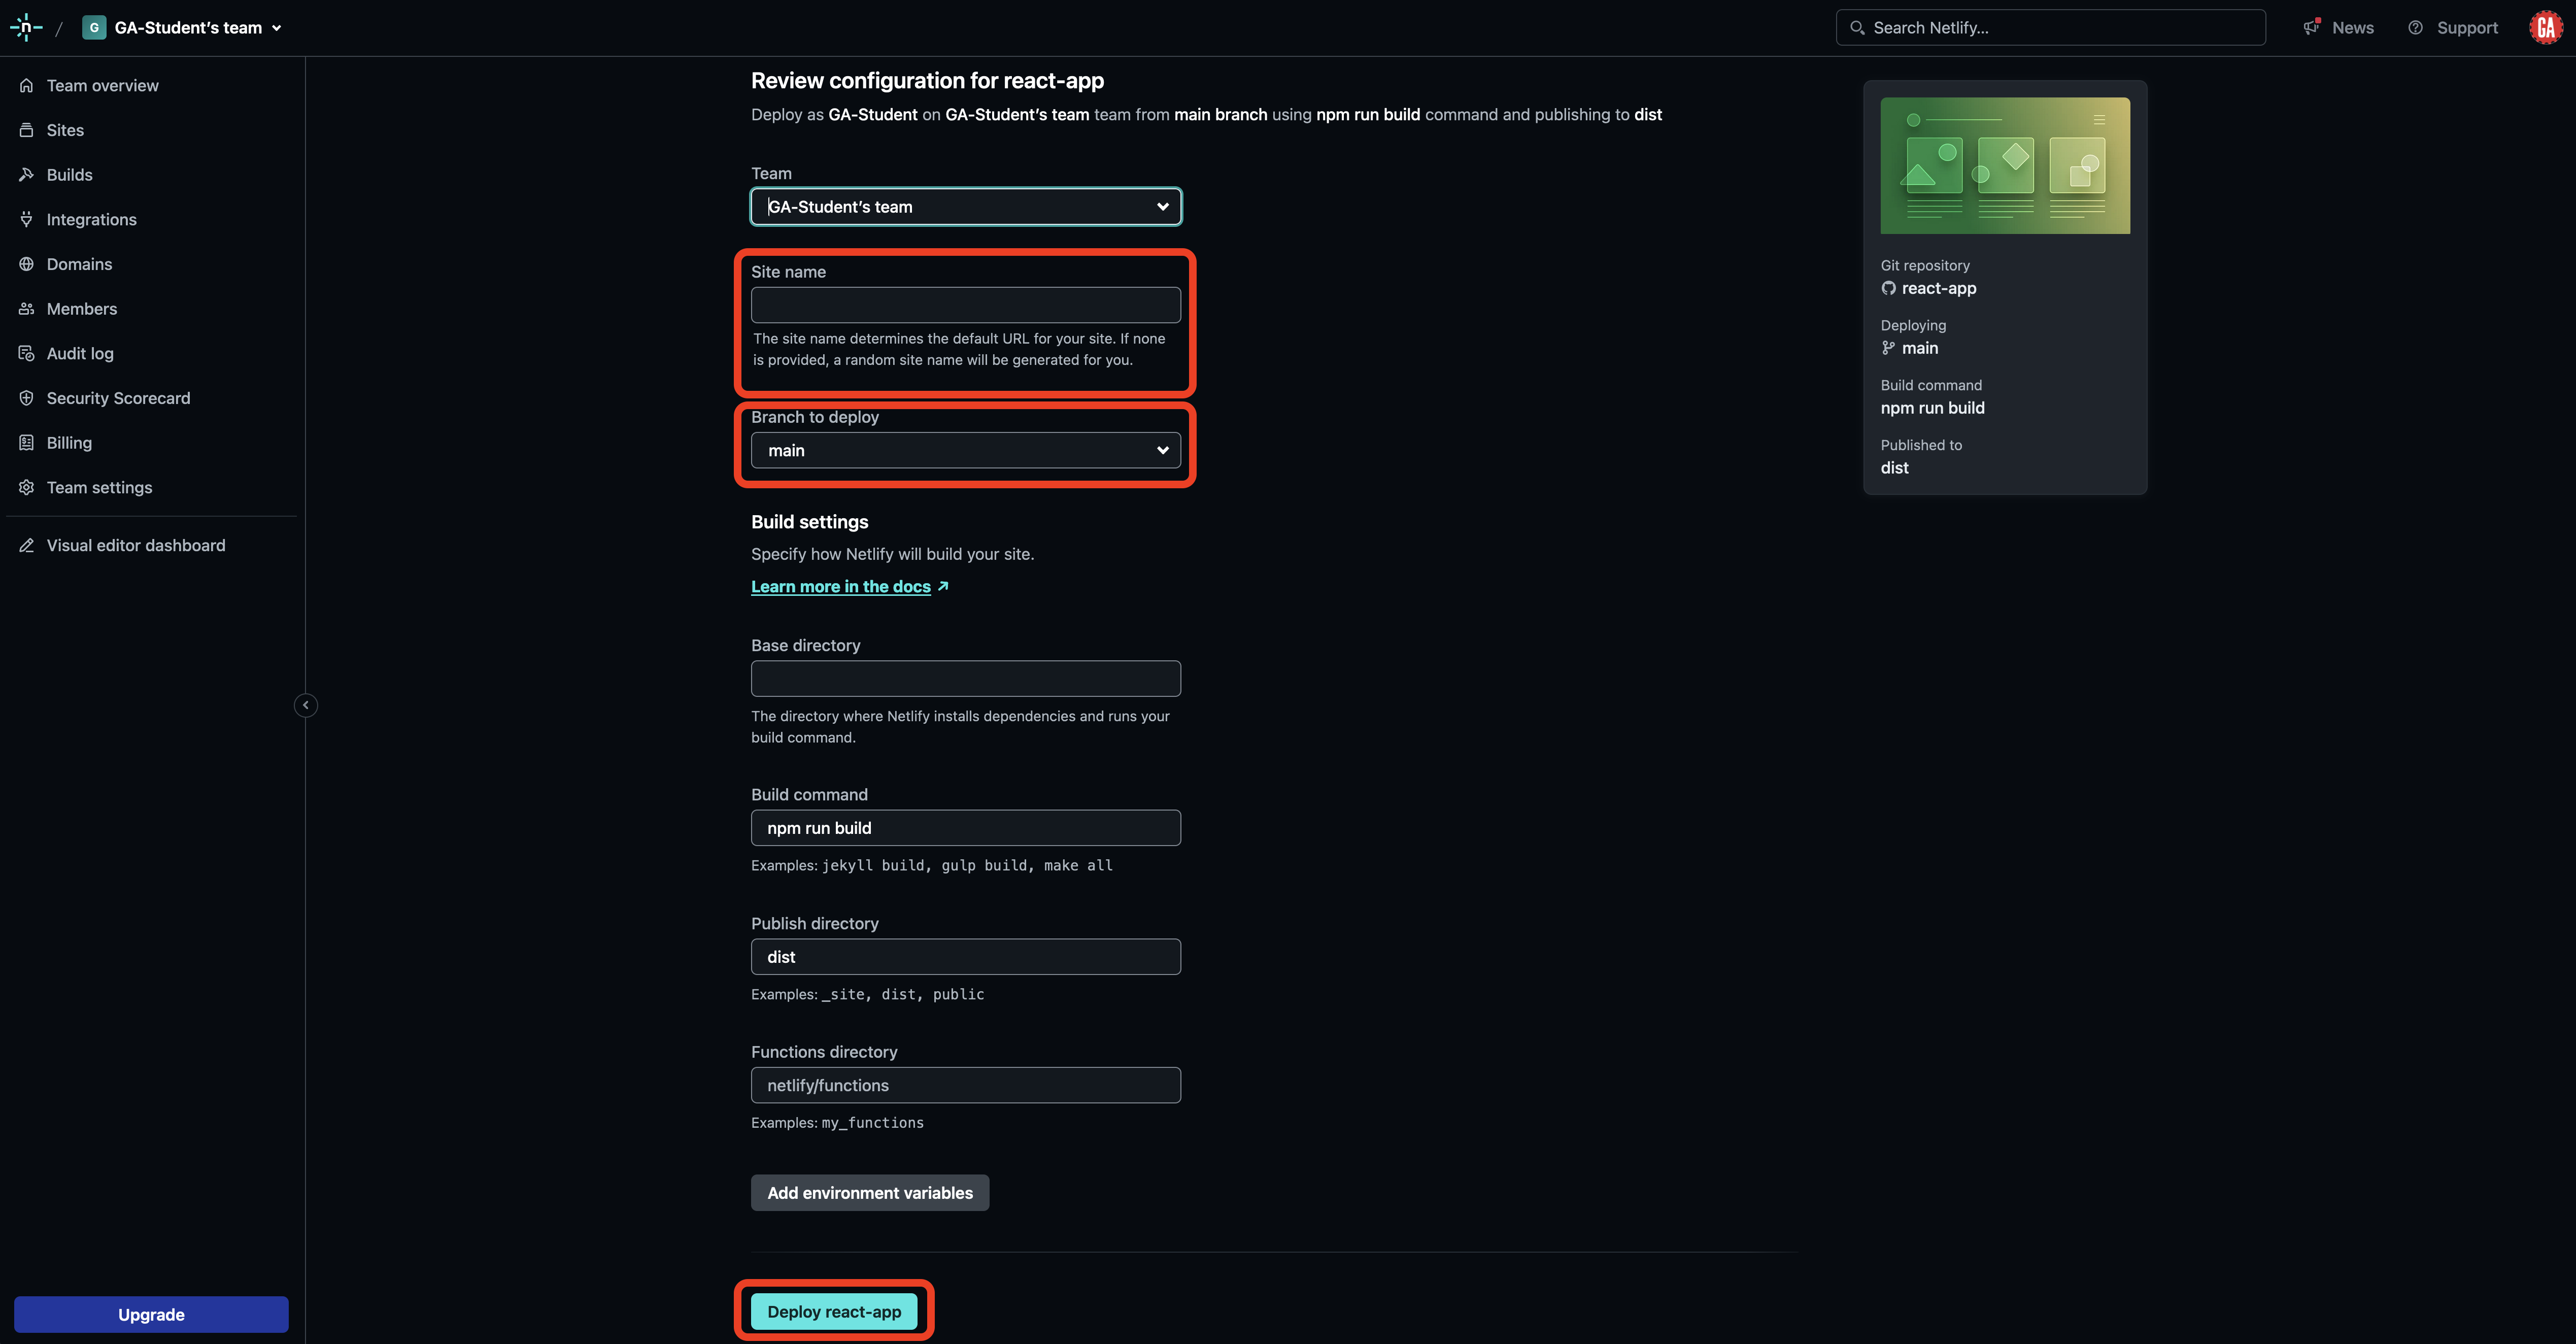 n / G GA-Student’s team
Search Netlify...
News
Support
GA
Team overview
Sites
Builds
Integrations
Domains
Members
Audit log
Security Scorecard
Billing
Team settings
Visual editor dashboard
Upgrade
Review configuration for react-app
Deploy as GA-Student on GA-Student’s team team from main branch using npm run build command and publishing to dist
Team
GA-Student’s team
Site name
The site name determines the default URL for your site. If none
is provided, a random site name will be generated for you.
Branch to deploy
main
Build settings
Specify how Netlify will build your site.
Learn more in the docs
Base directory
The directory where Netlify installs dependencies and runs your
build command.
Build command
npm run build
Examples: jekyll build, gulp build, make all
Publish directory
dist
Examples: _site, dist, public
Functions directory
netlify/functions
Examples: my_functions
Add environment variables
Deploy react-app
Git repository
react-app
Deploying
main
Build command
npm run build
Published to
dist